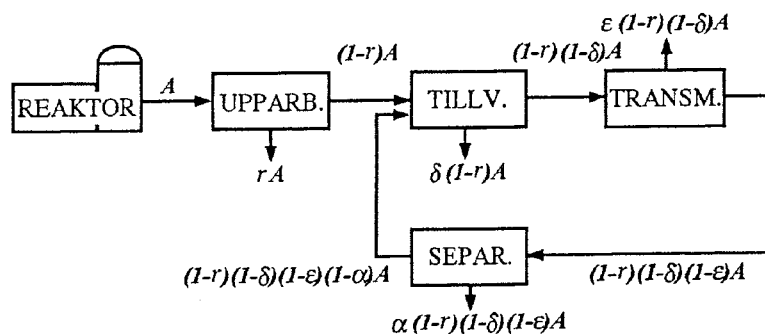 ε (1-r)(1-δ)A
(1-r)A
(1-r)(1-δ)A
REAKTOR
A
UPPARB.
TILLV.
TRANSM.
rA
δ (1-r)A
SEPAR.
(1-r)(1-δ)(1-ε)(1-α)A
(1-r)(1-δ)(1-ε)A
α (1-r)(1-δ)(1-ε)A